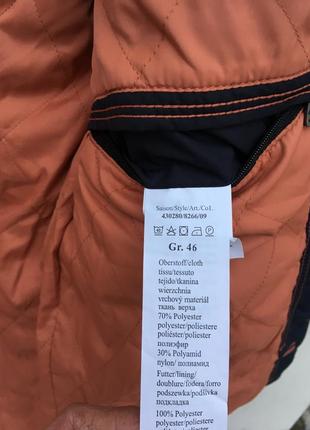 Saison/Style/Art./Col.
430280/8266/09
Gr. 46
Oberstoff/cloth
tissu/tessuto
tejido/tkanina
wierzchnia
vrchový materiál
ткань верха
70% Polyester
polyester/poliestere
poliéster/poliester
полиэфир
30% Polyamid
nylon/ полиамид
Futter/lining/
doublure/fodera/forro
podszewka/podšívka
подкладка
100% Polyester
polyester/poliestere